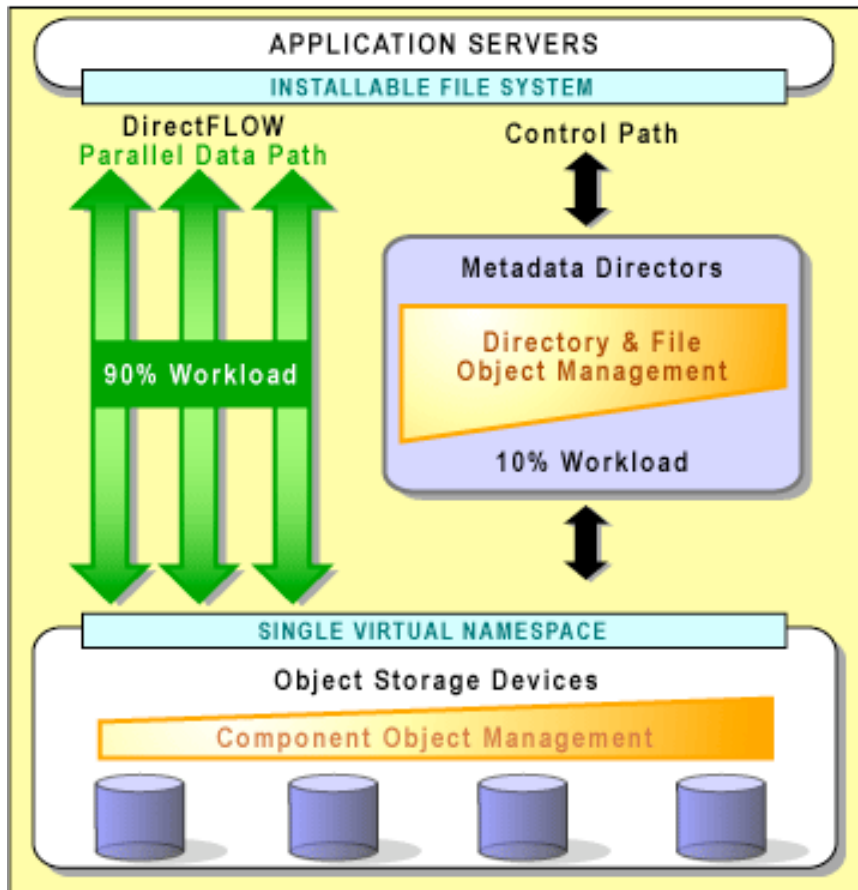 APPLICATION SERVERS
INSTALLABLE FILE SYSTEM
DirectFLOW
Parallel Data Path
Control Path
Metadata Directors
Directory & File
Object Management
90% Workload
10% Workload
SINGLE VIRTUAL NAMESPACE
Object Storage Devices
Component Object Management